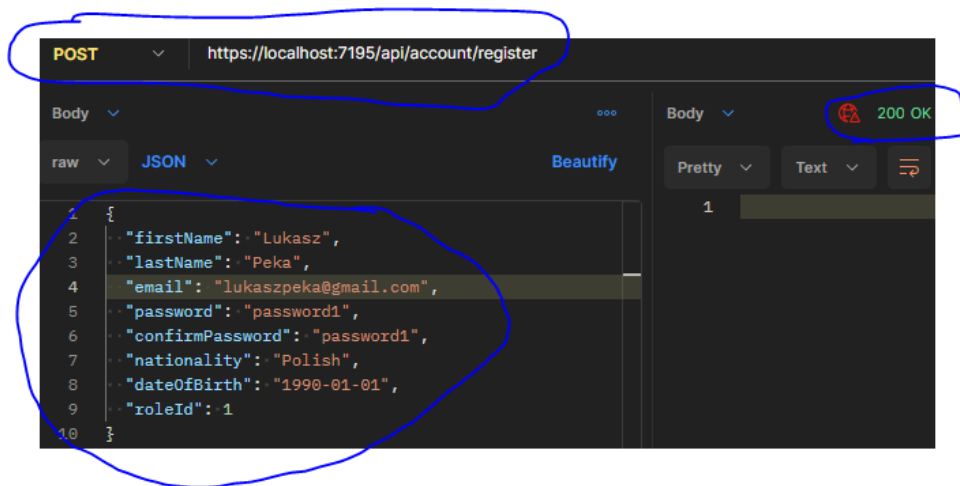 POST https://localhost:7195/api/account/register
Body Body 200 OK
raw JSON Beautify Pretty Text
1 {
2 "firstName": "Lukasz",
3 "lastName": "Peka",
4 "email": "lukaszpeka@gmail.com",
5 "password": "password1",
6 "confirmPassword": "password1",
7 "nationality": "Polish",
8 "dateOfBirth": "1990-01-01",
9 "roleId": 1
10 }
1